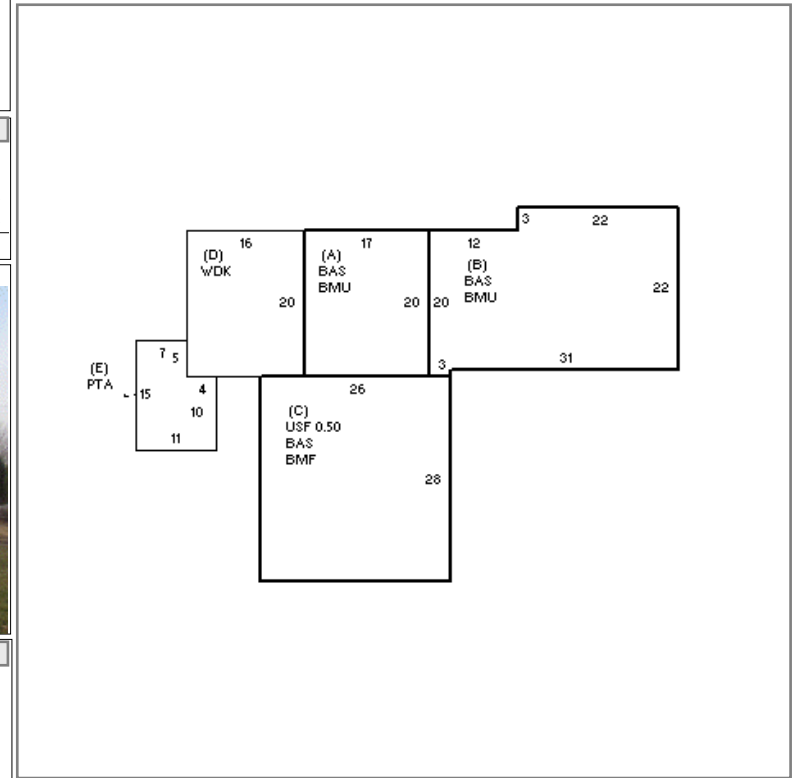 3
22
16
17
12
(D)
WDK
(A)
BAS
BMU
(B)
BAS
BMU
22
20
20
20
7
5
31
3
(E)
PTA
15
4
26
10
(C)
USF 0.50
BAS
BMF
11
28